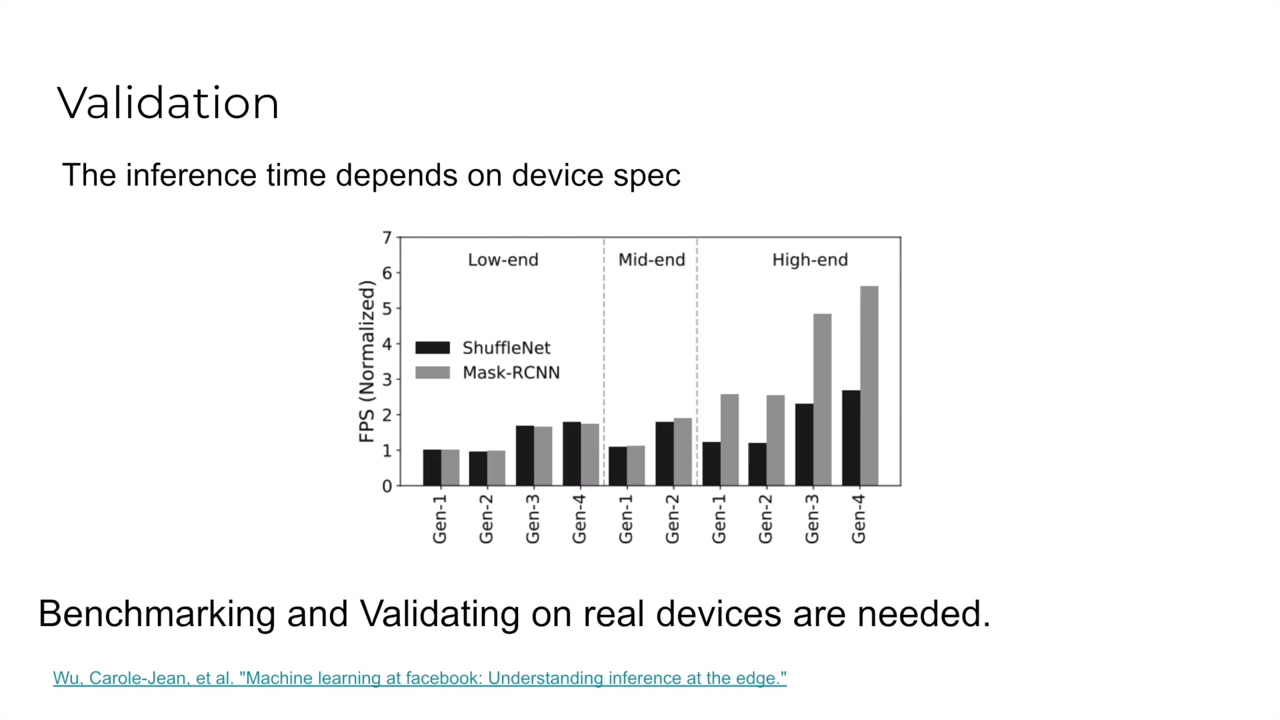 Validation
The inference time depends on device spec
7
6
5
4
3
2
1
0
FPS (Normalized)
Low-end
Mid-end
High-end
ShuffleNet
Mask-RCNN
Gen-1
Gen-2
Gen-3
Gen-4
Gen-1
Gen-2
Gen-1
Gen-2
Gen-3
Gen-4
Benchmarking and Validating on real devices are needed.
Wu, Carole-Jean, et al. "Machine learning at facebook: Understanding inference at the edge."